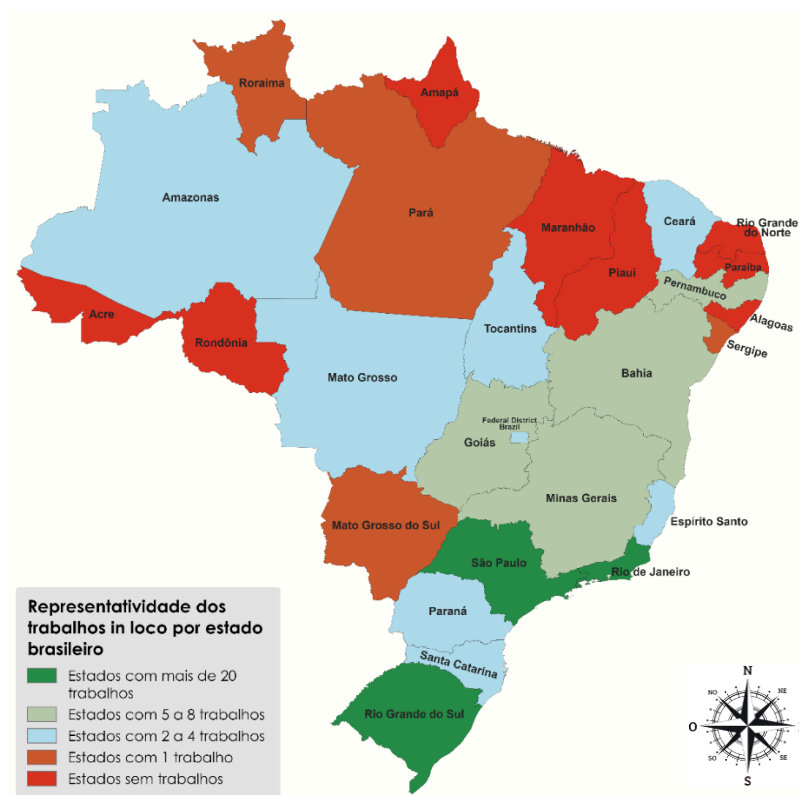 Roraima
Amapá
Amazonas
Pará
Maranhão
Ceará
Rio Grande
do Norte
Piaui
Paraíba
Pernambuco
Acre
Rondônia
Tocantins
Alagoas
Sergipe
Mato Grosso
Bahia
Federal District
Brazil
Goiás
Minas Gerais
Mato Grosso do Sul
Espírito Santo
São Paulo
Rio de Janeiro
Paraná
Santa Catarina
Rio Grande do Sul
Representatividade dos
trabalhos in loco por estado
brasileiro
Estados com mais de 20
trabalhos
Estados com 5 a 8 trabalhos
Estados com 2 a 4 trabalhos
Estados com 1 trabalho
Estados sem trabalhos
N
NO
NE
O
E
SO
SE
S